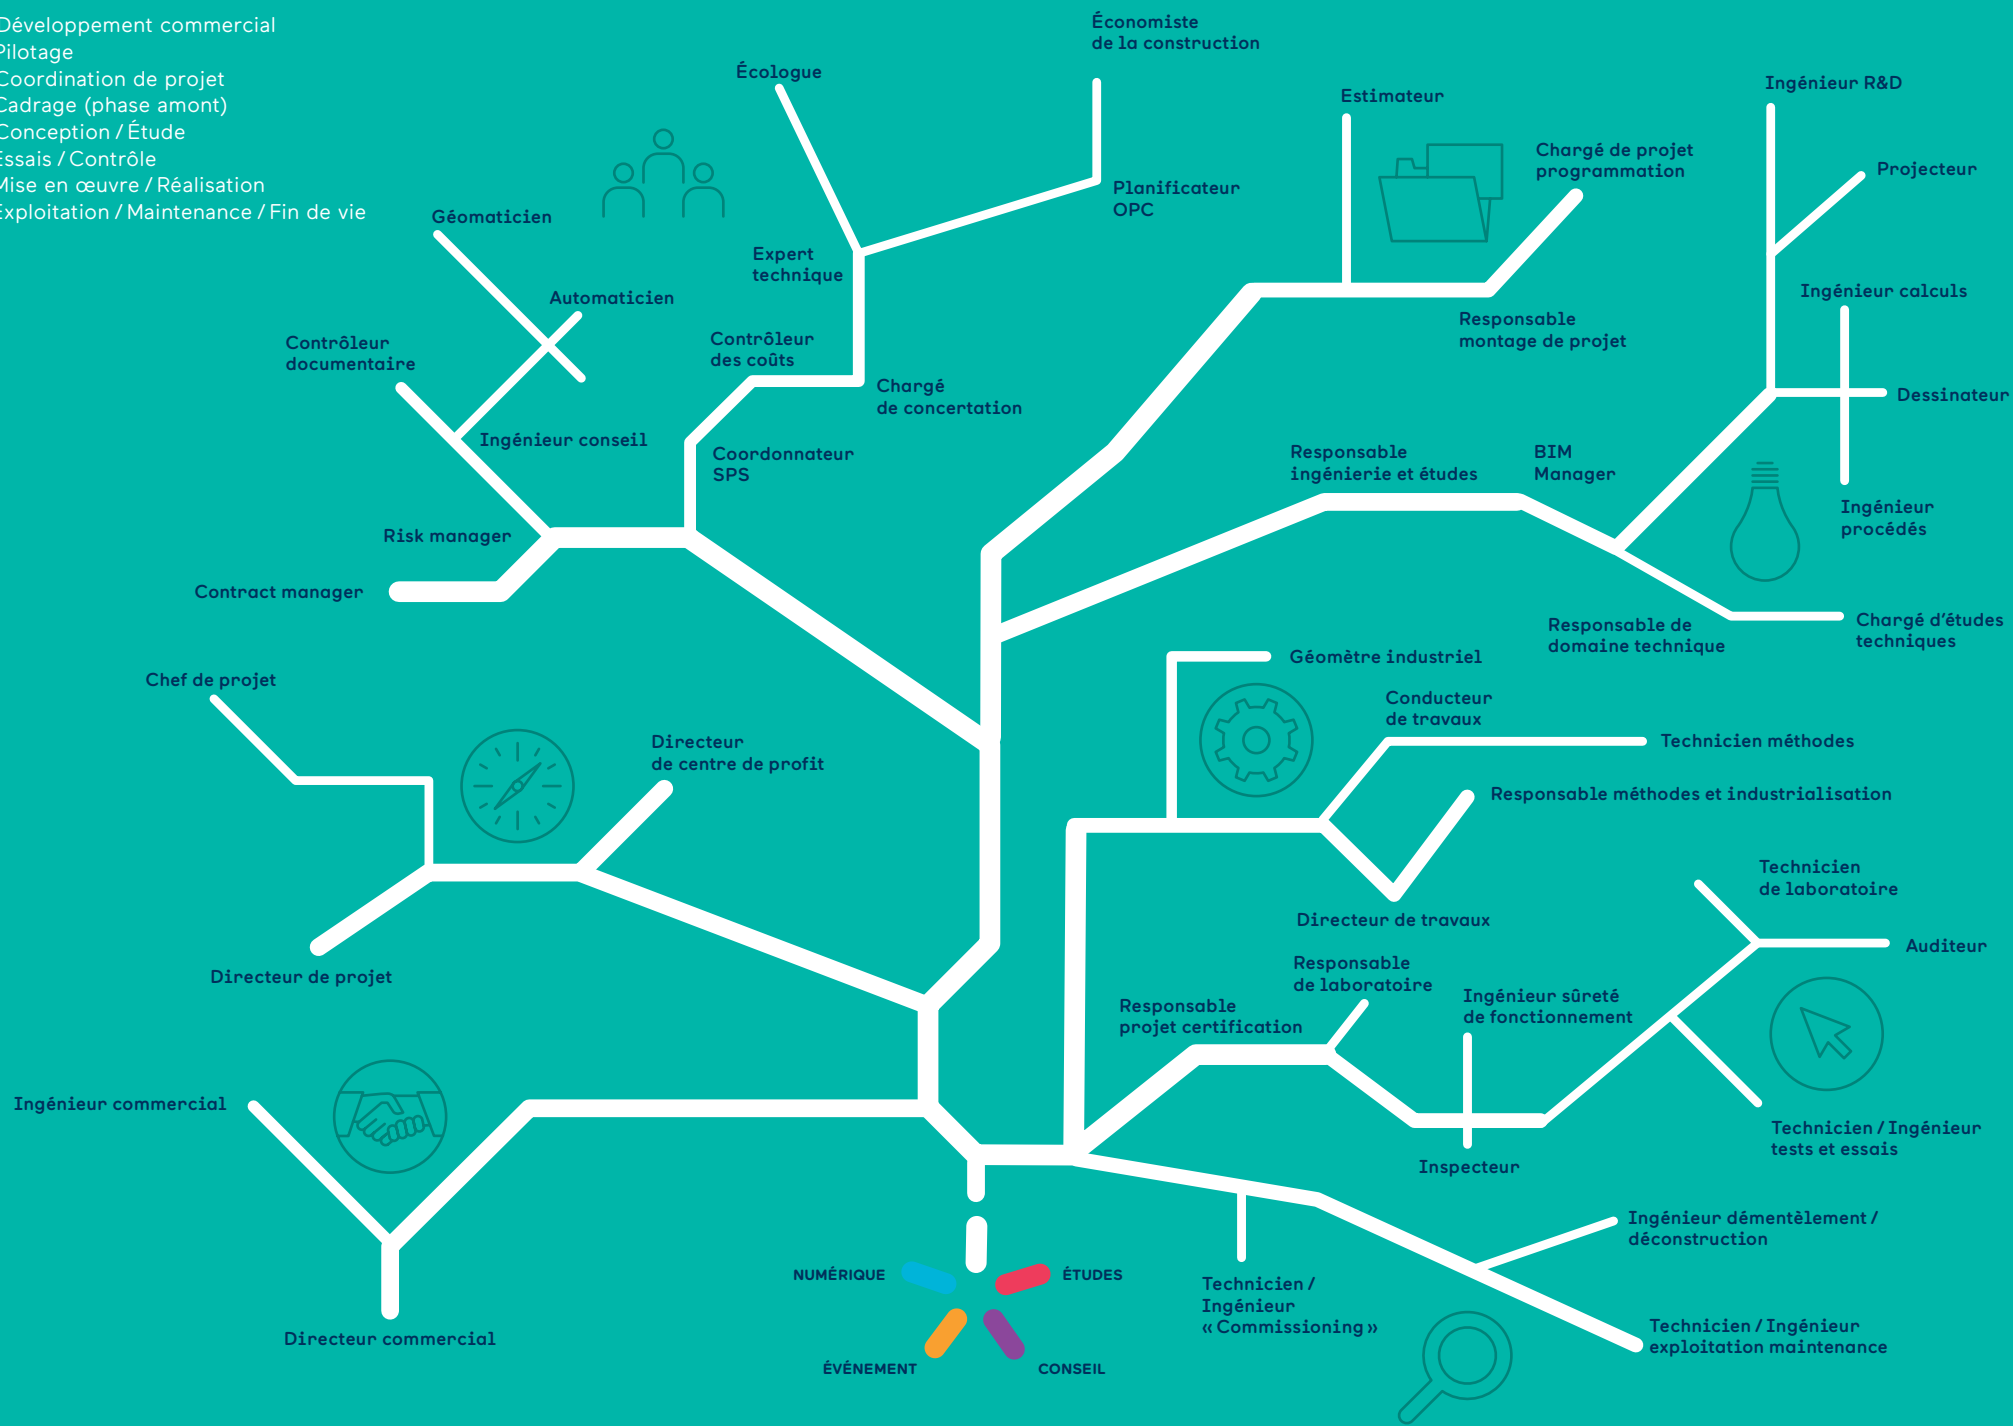 Développement commercial
Pilotage
Coordination de projet
Cadrage (phase amont)
Conception / Étude
Essais / Contrôle
Mise en œuvre / Réalisation
Exploitation / Maintenance / Fin de vie
Économiste
de la construction
Écologue
Estimateur
Ingénieur R&D
Chargé de projet
programmation
Projecteur
Planificateur
OPC
Géomaticien
Expert
technique
Automaticien
Ingénieur calculs
Contrôleur
documentaire
Contrôleur
des coûts
Responsable
montage de projet
Chargé
de concertation
Dessinateur
Ingénieur conseil
Coordonnateur
SPS
Responsable
ingénierie et études
BIM
Manager
Ingénieur
procédés
Risk manager
Contract manager
Responsable de
domaine technique
Chargé d'études
techniques
Géomètre industriel
Chef de projet
Conducteur
de travaux
Directeur
de centre de profit
Technicien méthodes
Responsable méthodes et industrialisation
Technicien
de laboratoire
Directeur de travaux
Auditeur
Directeur de projet
Responsable
de laboratoire
Responsable
projet certification
Ingénieur sûreté
de fonctionnement
Ingénieur commercial
Technicien / Ingénieur
tests et essais
Inspecteur
Ingénieur démentèlement /
déconstruction
NUMÉRIQUE
ÉTUDES
Technicien /
Ingénieur
« Commissioning »
Directeur commercial
Technicien / Ingénieur
exploitation maintenance
ÉVÉNEMENT
CONSEIL